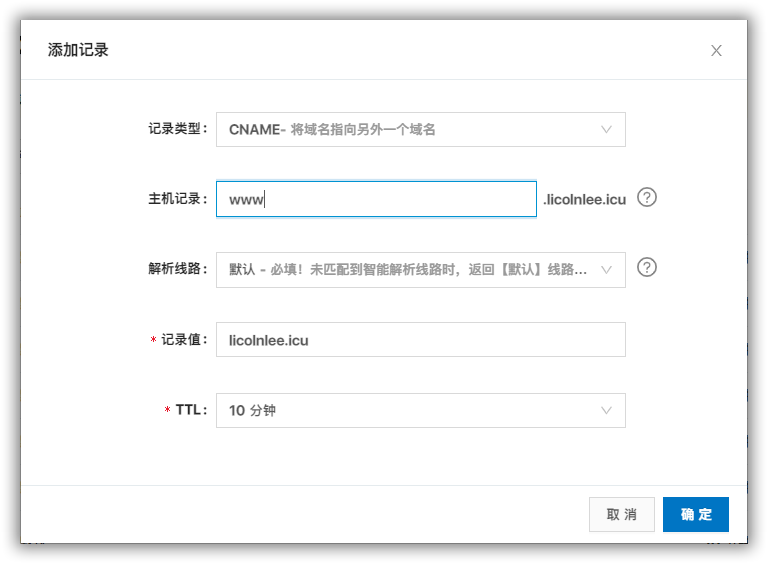 添加记录
记录类型： CNAME- 将域名指向另外一个域名
主机记录： www .licolnlee.icu ?
解析线路： 默认 - 必填！未匹配到智能解析线路时，返回【默认】线路... ?
* 记录值： licolnlee.icu
* TTL： 10 分钟
取 消 确 定